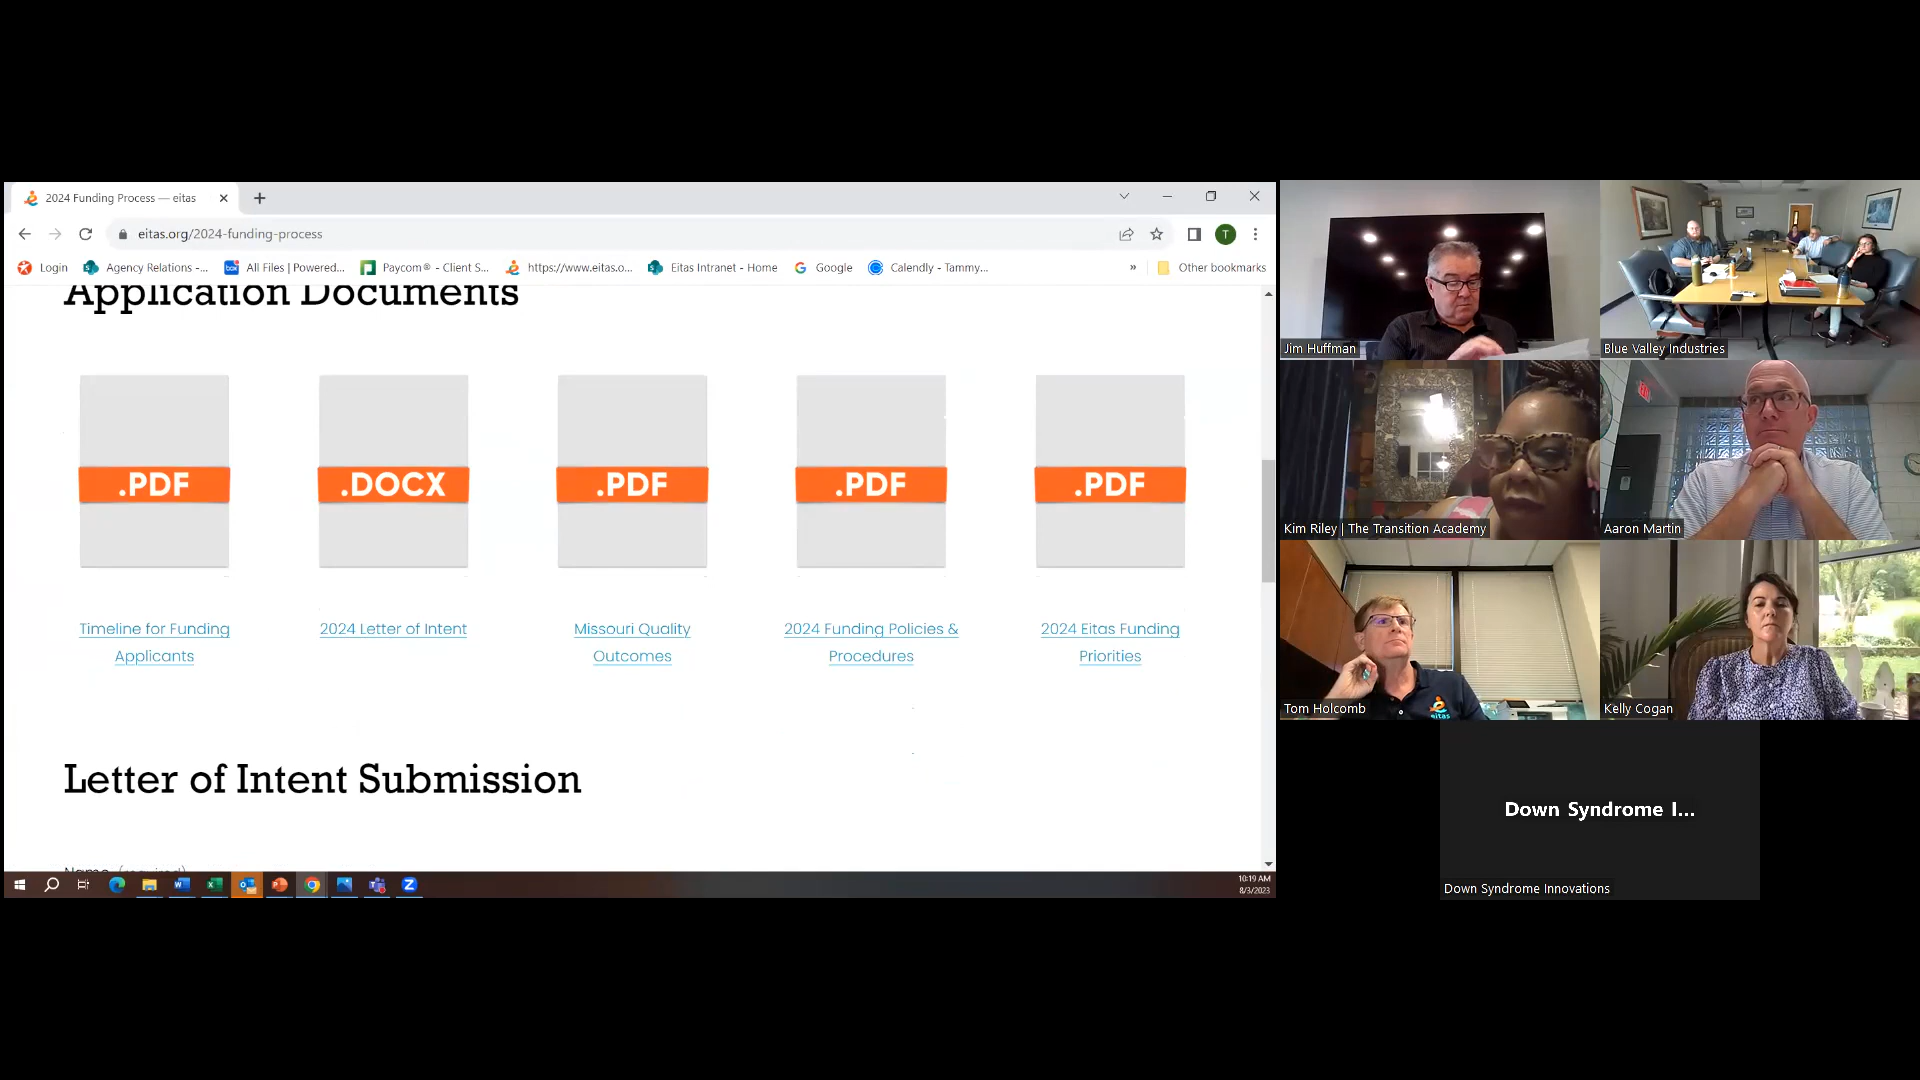 2024 Funding Process — eitas
eitas.org/2024-funding-process
T
Login
Agency Relations -...
box
All Files | Powered...
Paycom® - Client S...
https://www.eitas.o...
Eitas Intranet - Home
Google
Calendly - Tammy...
»
Other bookmarks
Application Documents
.PDF
.DOCX
.PDF
.PDF
.PDF
Timeline for Funding
Applicants
2024 Letter of Intent
Missouri Quality
Outcomes
2024 Funding Policies &
Procedures
2024 Eitas Funding
Priorities
Letter of Intent Submission
Name (required)
10:19 AM
8/3/2023
Jim Huffman
Blue Valley Industries
Kim Riley | The Transition Academy
Aaron Martin
eitas
Tom Holcomb
Kelly Cogan
Down Syndrome I...
Down Syndrome Innovations